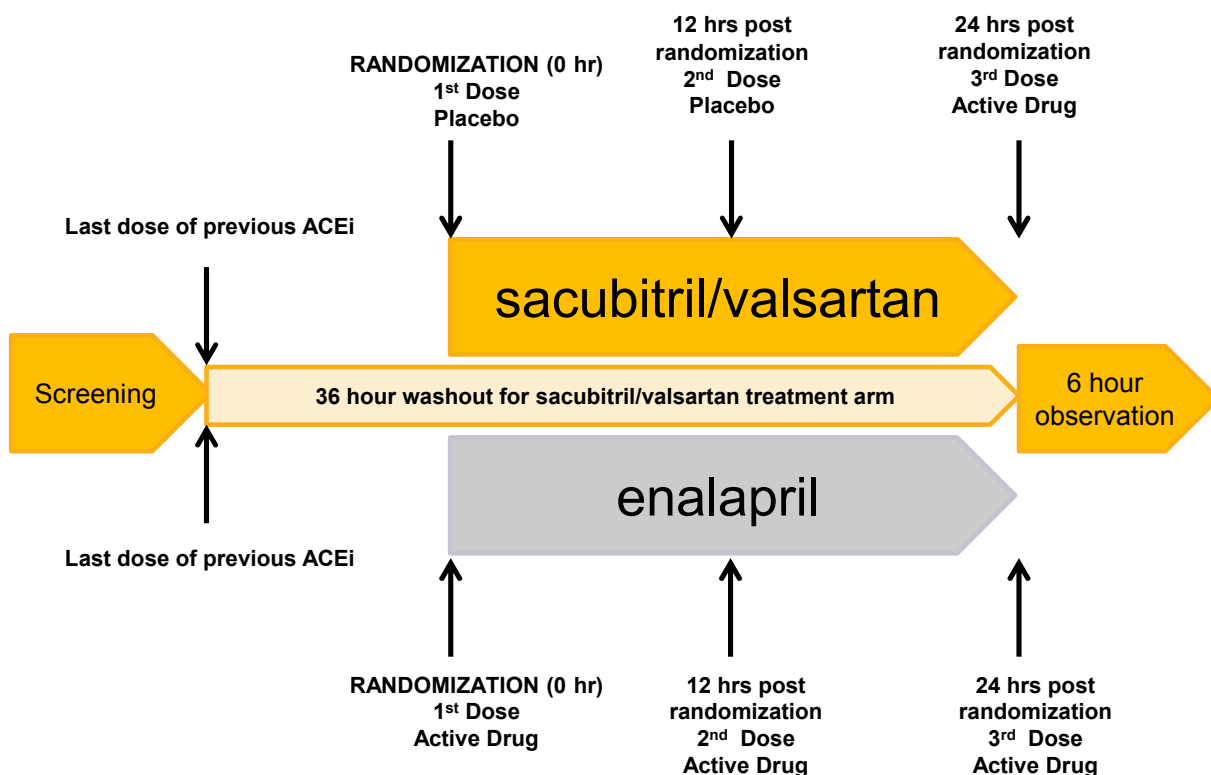 RANDOMIZATION (0 hr)
1st Dose
Placebo
12 hrs post
randomization
2nd Dose
Placebo
24 hrs post
randomization
3rd Dose
Active Drug
Last dose of previous ACEi
sacubitril/valsartan
Screening
36 hour washout for sacubitril/valsartan treatment arm
6 hour
observation
enalapril
Last dose of previous ACEi
RANDOMIZATION (0 hr)
1st Dose
Active Drug
12 hrs post
randomization
2nd Dose
Active Drug
24 hrs post
randomization
3rd Dose
Active Drug